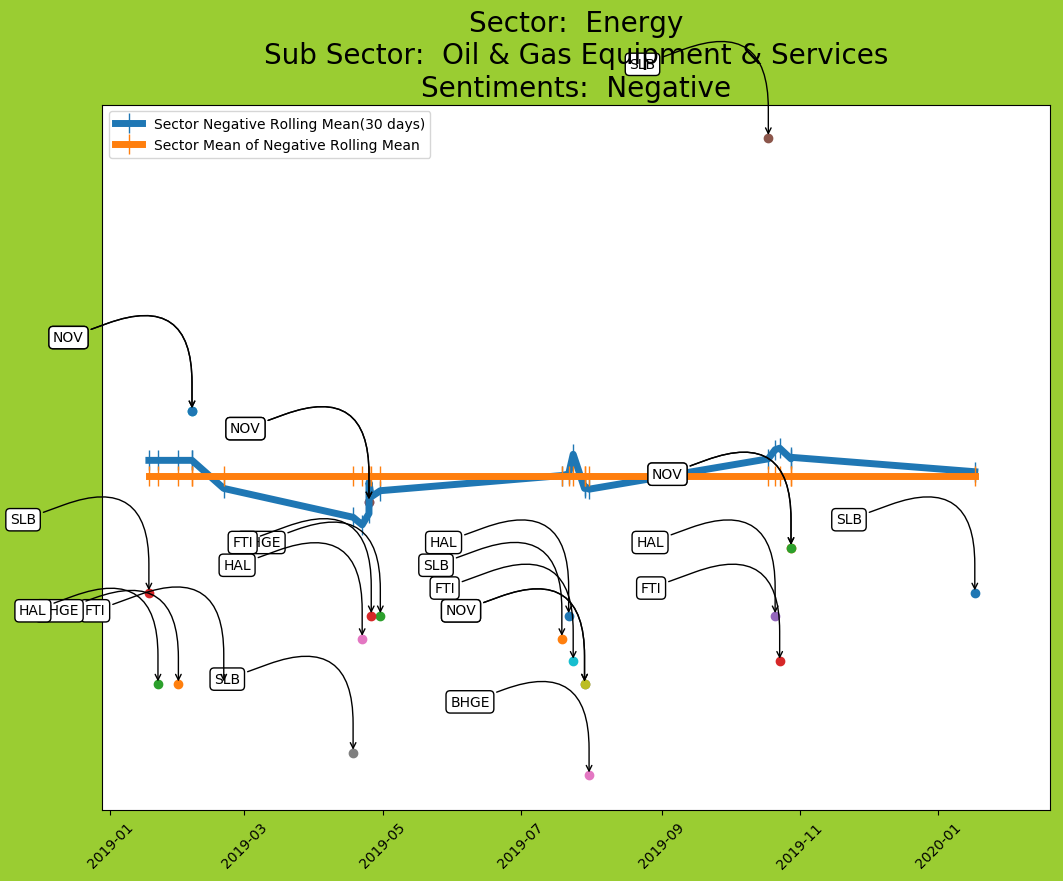 Sector:  Energy
Sub Sector:  Oil & Gas Equipment & Services
Sentiments:  Negative
SLB
Sector Negative Rolling Mean(30 days)
Sector Mean of Negative Rolling Mean
NOV
NOV
NOV
SLB
SLB
FTI
HGE
HAL
HAL
SLB
FTI
NOV
HAL
FTI
HAL
HGE
FTI
SLB
BHGE
2019-01
2019-03
2019-05
2019-07
2019-09
2019-11
2020-01